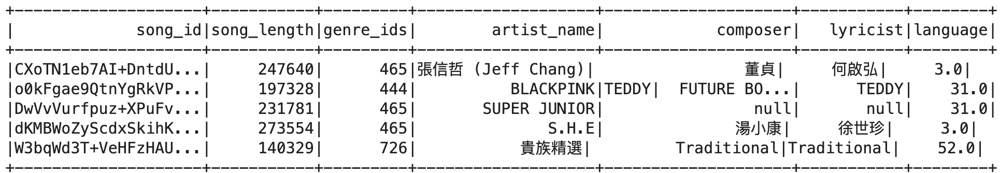 +--------------------+-----------+---------+-------------------+--------------------+-----------+--------+
|             song_id|song_length|genre_ids|        artist_name|            composer|   lyricist|language|
+--------------------+-----------+---------+-------------------+--------------------+-----------+--------+
|CXoTN1eb7AI+DntdU...|     247640|      465|張信哲 (Jeff Chang)|                董貞|     何啟弘|     3.0|
|o0kFgae9QtnYgRkVP...|     197328|      444|          BLACKPINK|TEDDY|  FUTURE BO...|      TEDDY|    31.0|
|DwVvVurfpuz+XPuFv...|     231781|      465|       SUPER JUNIOR|                null|       null|    31.0|
|dKMBWoZyScdxSkihK...|     273554|      465|              S.H.E|              湯小康|     徐世珍|     3.0|
|W3bqWd3T+VeHFzHAU...|     140329|      726|           貴族精選|         Traditional|Traditional|    52.0|
+--------------------+-----------+---------+-------------------+--------------------+-----------+--------+